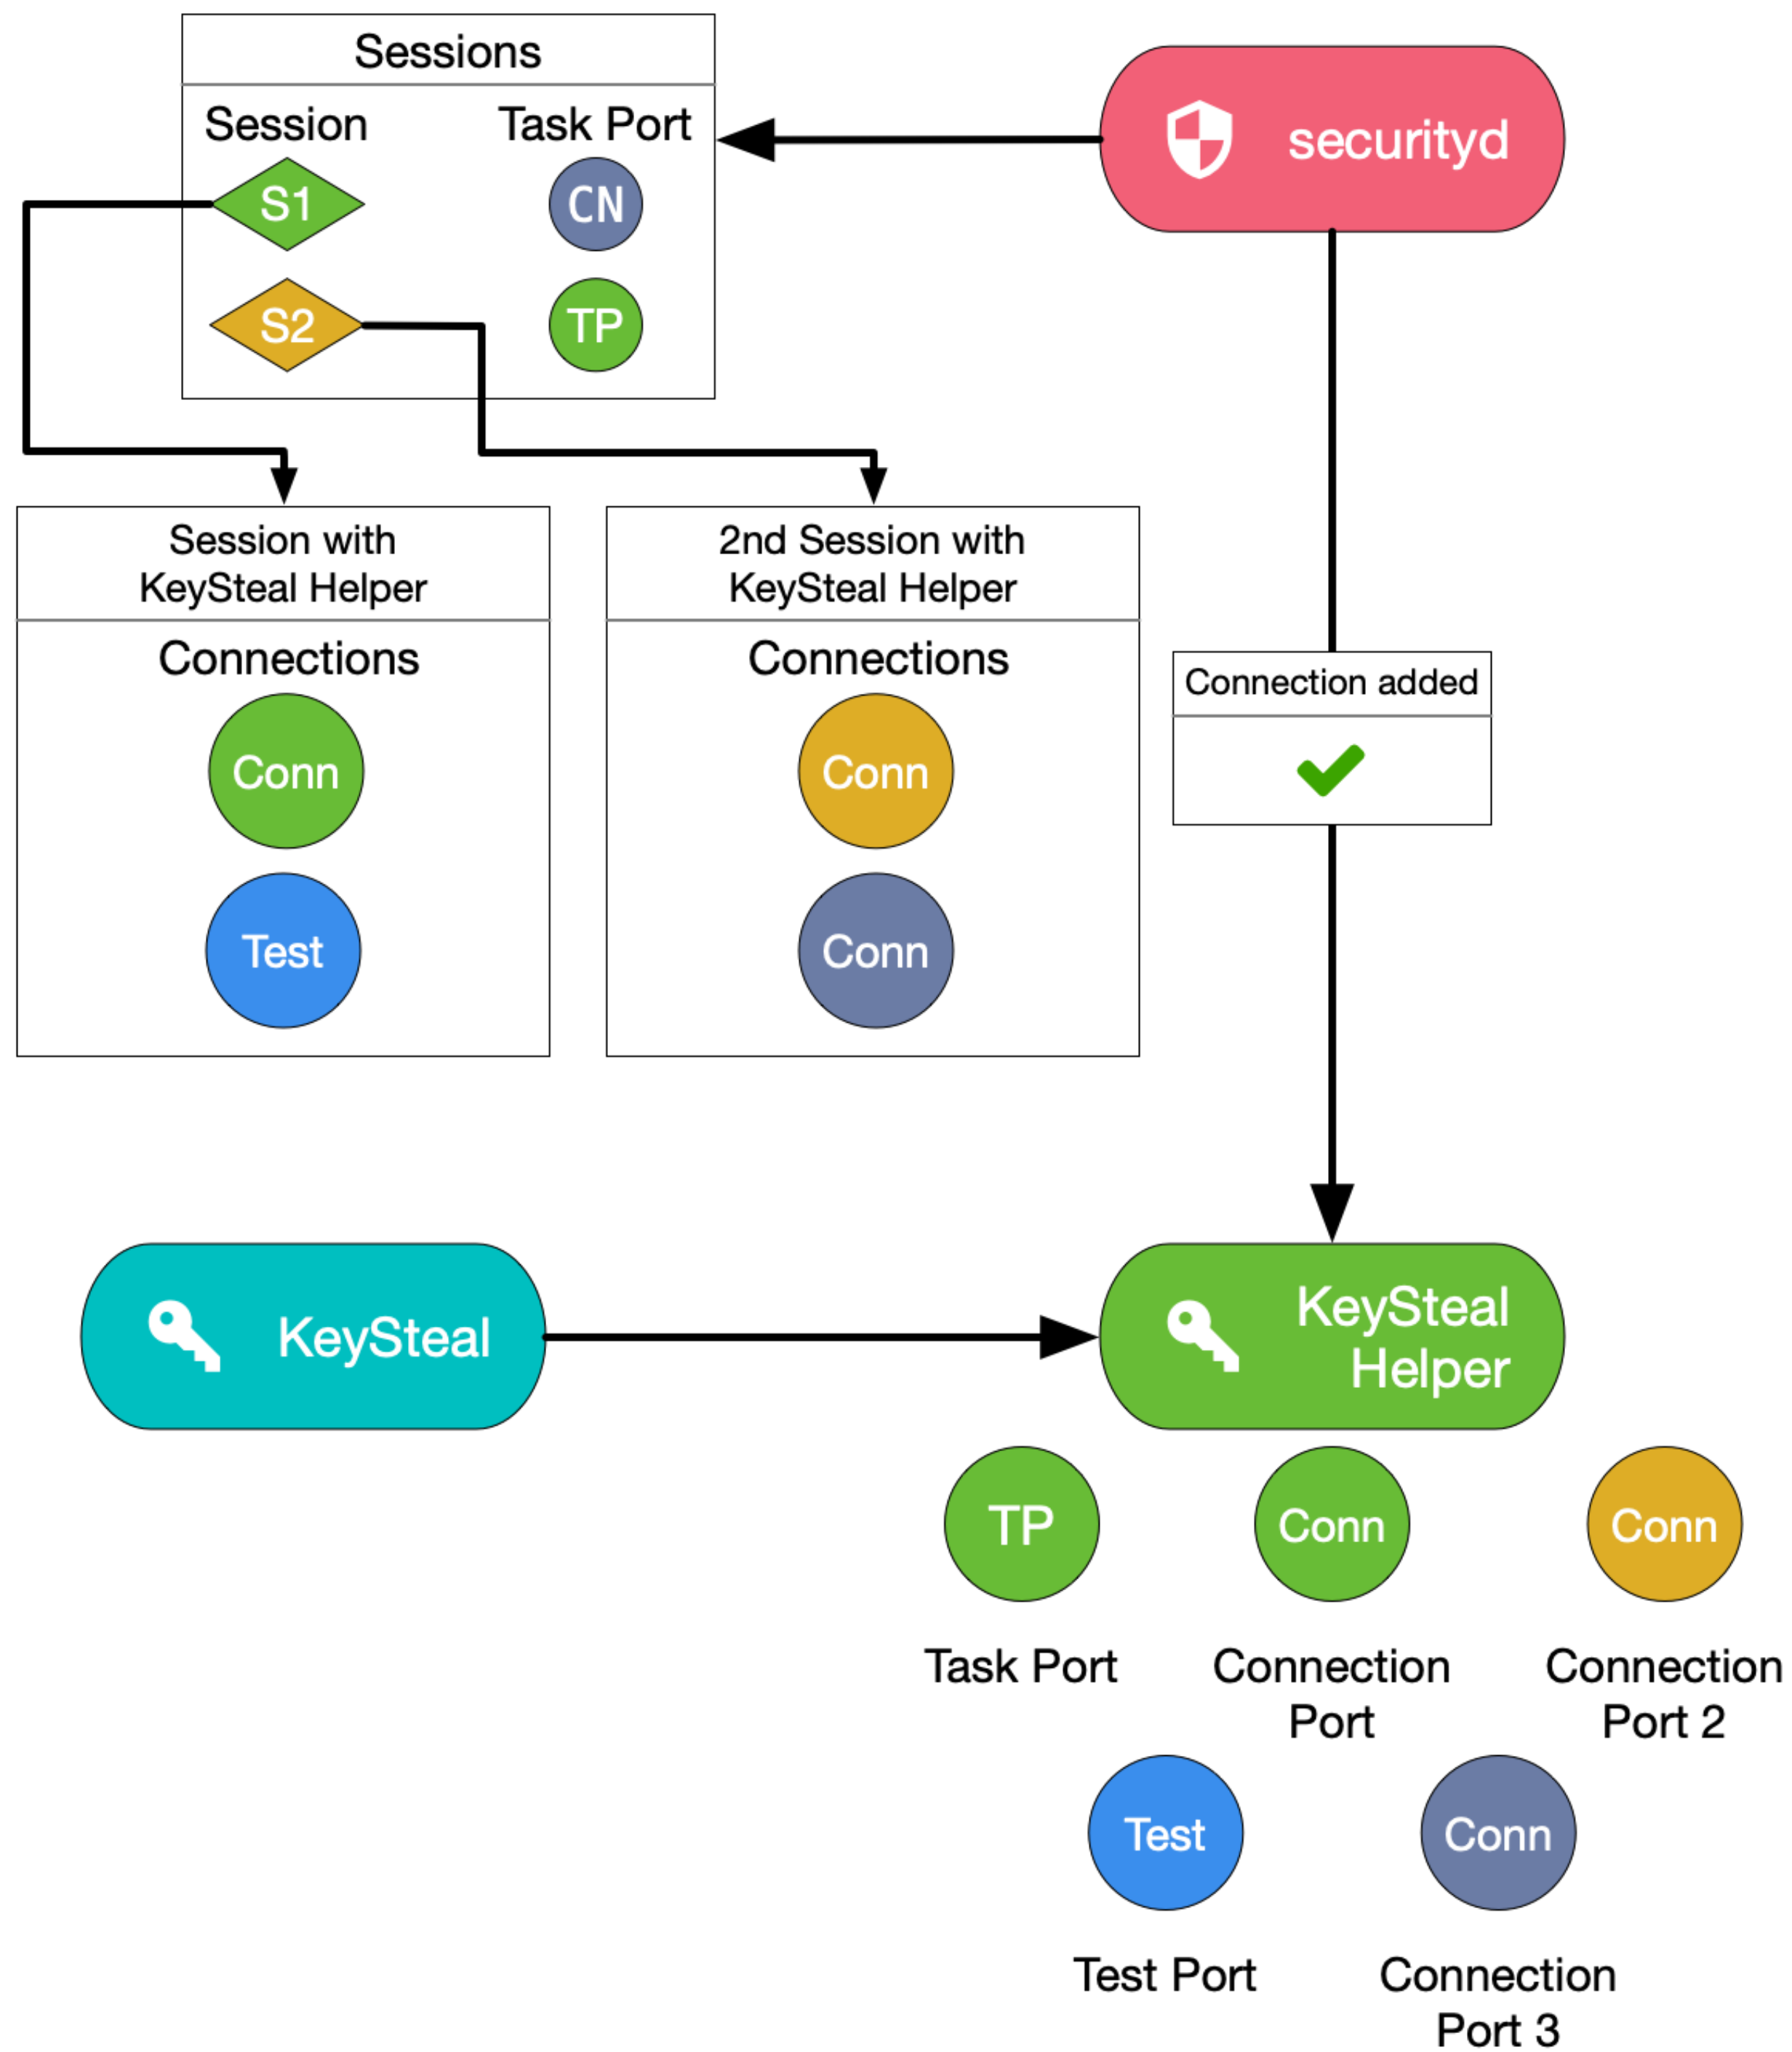 Sessions
Session
Task Port
S1
CN
S2
TP
securityd
Session with
KeySteal Helper
Connections
Conn
Test
2nd Session with
KeySteal Helper
Connections
Conn
Conn
Connection added
KeySteal
KeySteal
Helper
TP
Conn
Conn
Task Port
Connection
Port
Connection
Port 2
Test
Conn
Test Port
Connection
Port 3